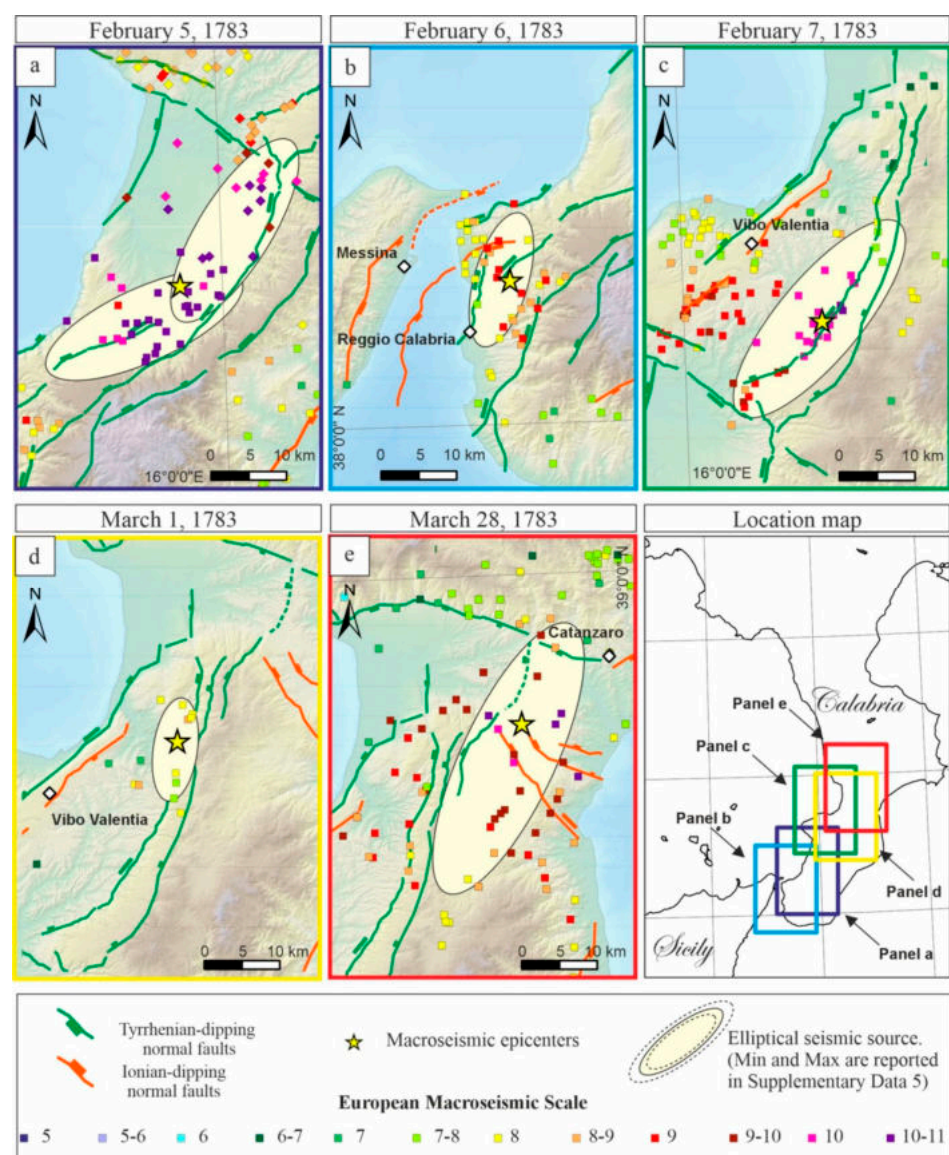 February 5, 1783
February 6, 1783
February 7, 1783
a
N
16°0'0"E
0 5 10 km
b
N
Messina
Reggio Calabria
38°0'0" N
0 5 10 km
c
N
Vibo Valentia
16°0'0"E
0 5 10 km
March 1, 1783
March 28, 1783
Location map
d
N
Vibo Valentia
0 5 10 km
e
N
39°0'0" N
Catanzaro
0 5 10 km
Calabria
Panel e
Panel c
Panel b
Panel d
Panel a
Sicily
Tyrrhenian-dipping
normal faults
Ionian-dipping
normal faults
Macroseismic epicenters
Elliptical seismic source.
(Min and Max are reported
in Supplementary Data 5)
European Macroseismic Scale
5 5-6 6 6-7 7 7-8 8 8-9 9 9-10 10 10-11